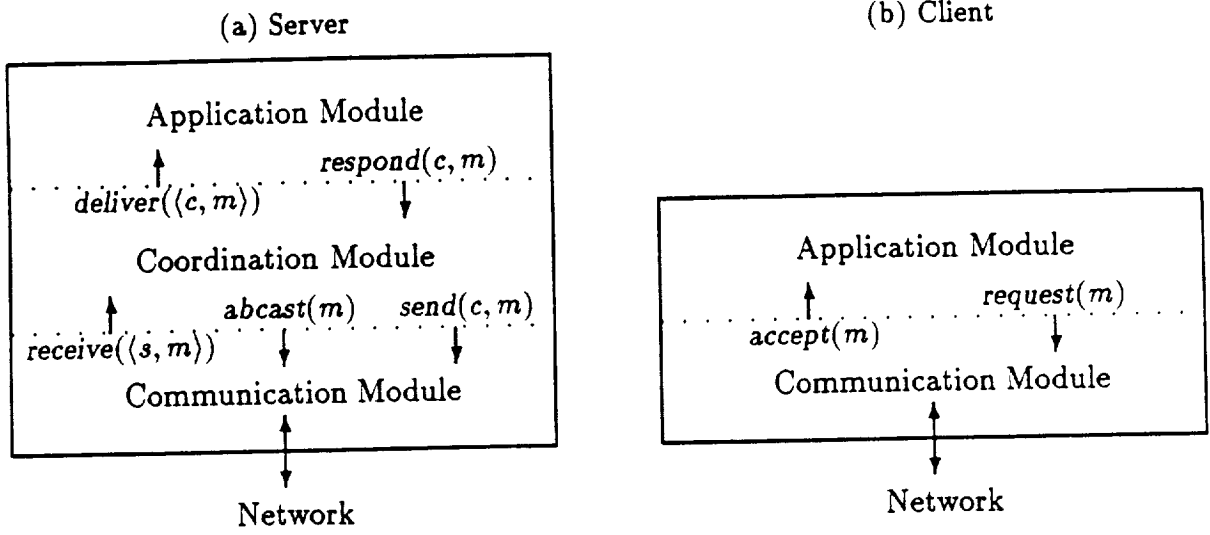 (a) Server
Application Module
respond(c, m)
deliver(⟨c, m⟩)
Coordination Module
abcast(m)
send(c, m)
receive(⟨s, m⟩)
Communication Module
Network
(b) Client
Application Module
request(m)
accept(m)
Communication Module
Network